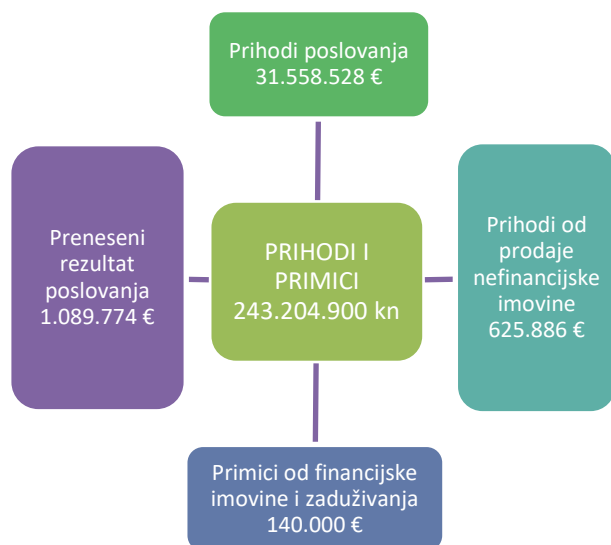 Prihodi poslovanja
31.558.528 €
Preneseni
rezultat
poslovanja
1.089.774 €
PRIHODI I
PRIMICI
243.204.900 kn
Prihodi od
prodaje
nefinancijske
imovine
625.886 €
Primici od financijske
imovine i zaduživanja
140.000 €